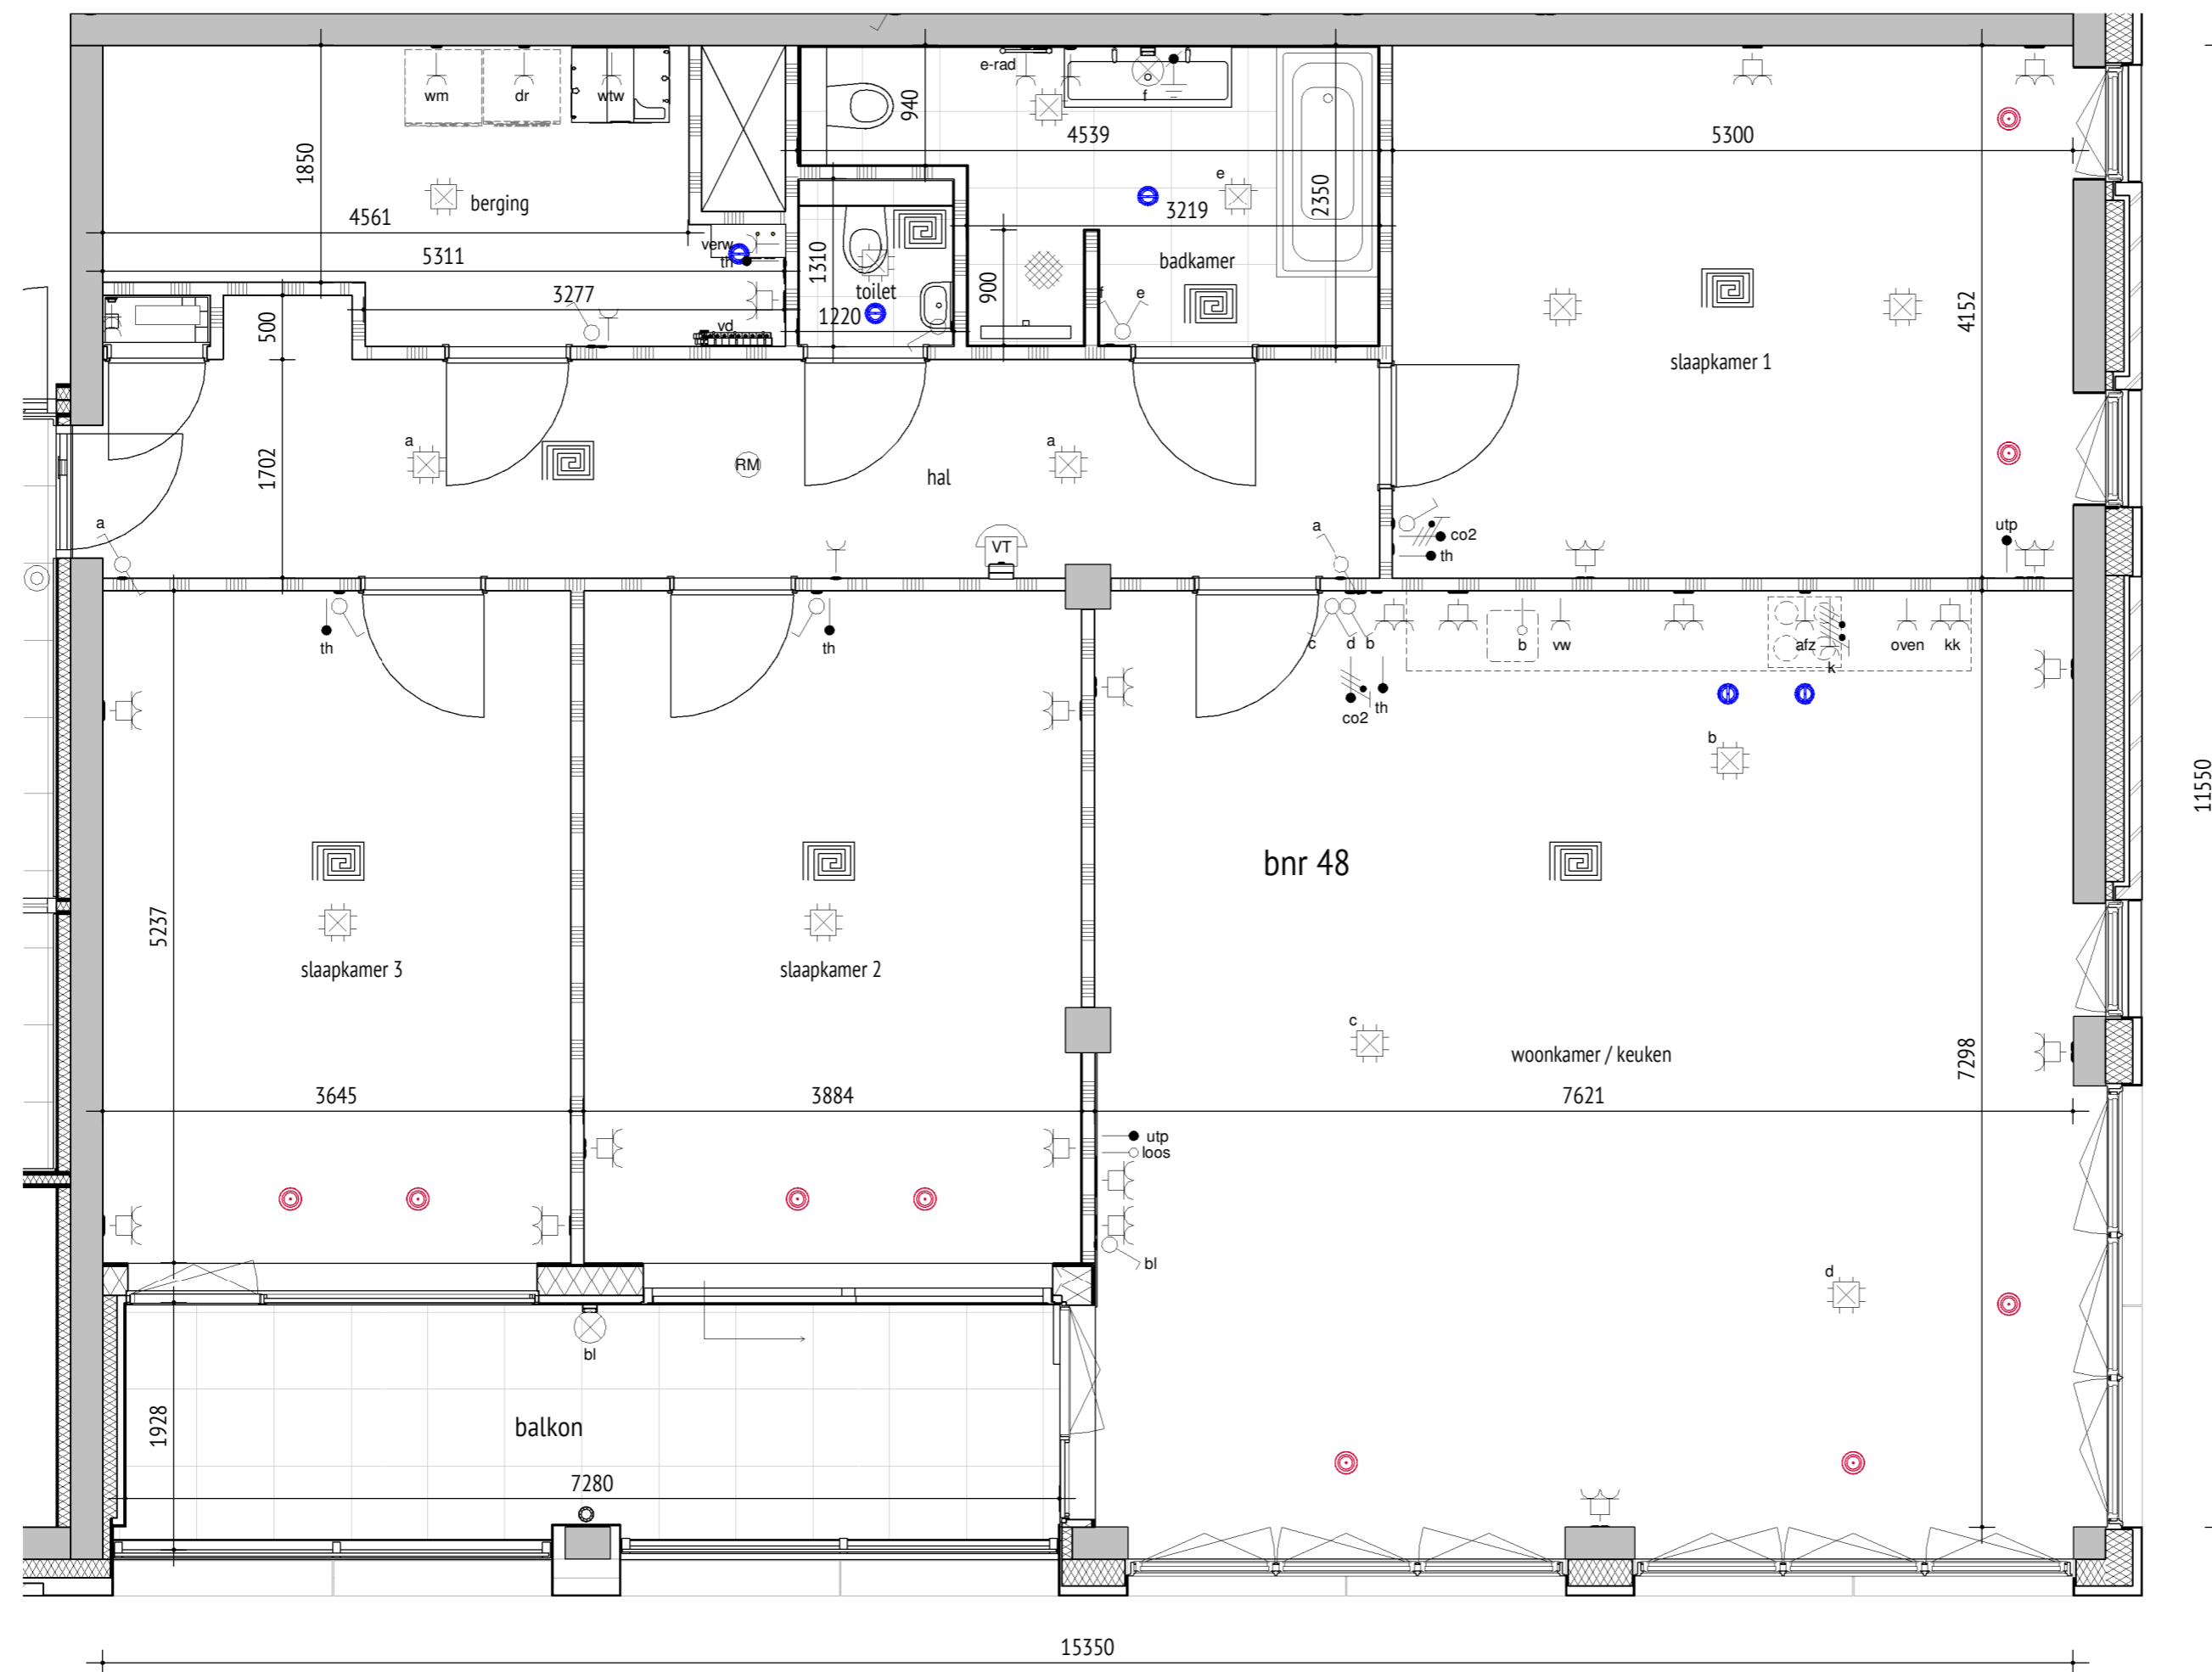 e-rad
wm
dr
wtw
f
940
4539
5300
1850
berging
4561
e
3219
2350
verw
th
5311
1310
badkamer
toilet
900
f
e
3277
1220
vd
500
4152
slaapkamer 1
a
RM
a
hal
1702
a
VT
a
co2
th
utp
th
th
c
d
b
b
vw
afz
k
oven
kk
co2
th
b
11550
bnr 48
5237
slaapkamer 3
slaapkamer 2
c
woonkamer / keuken
7298
3645
3884
7621
utp
loos
bl
d
bl
1928
balkon
7280
15350